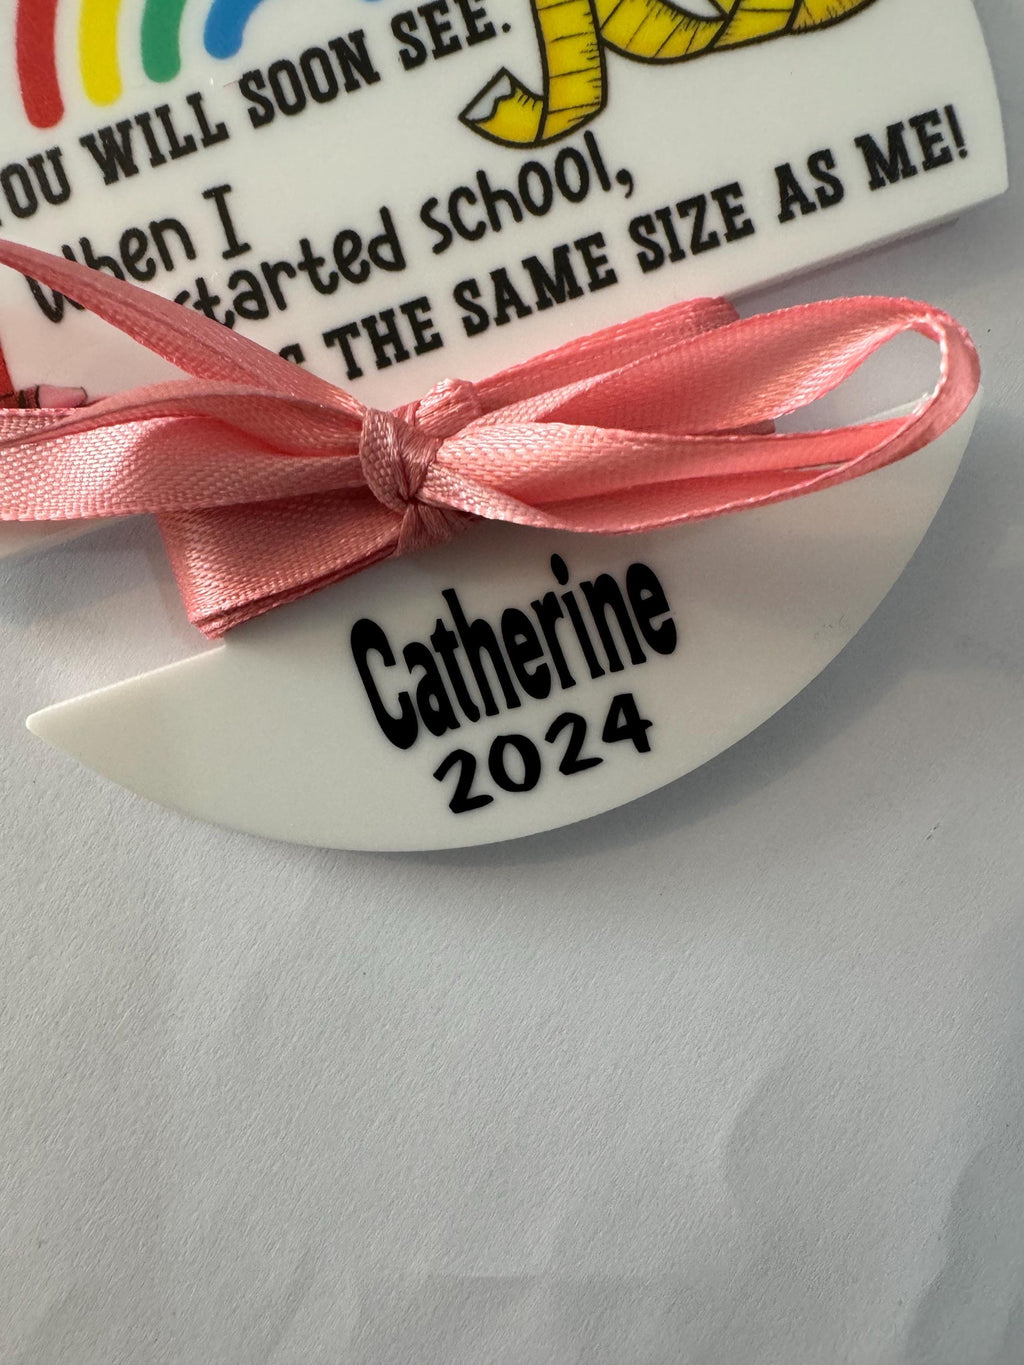 OU WILL SOON SEE.
When I
started school,
THE SAME SIZE AS ME!
Catherine
2024